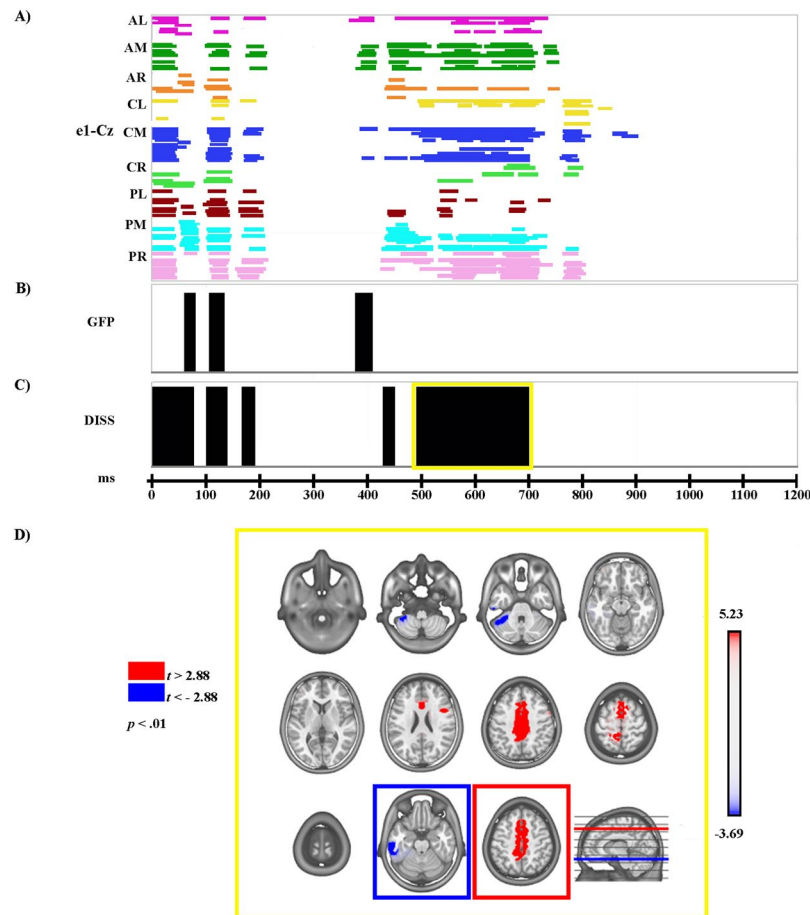 A)
AL
AM
AR
CL
e1-Cz
CM
CR
PL
PM
PR
B)
GFP
C)
DISS
ms
0 100 200 300 400 500 600 700 800 900 1000 1100 1200
D)
t > 2.88
t < - 2.88
p < .01
5.23
-3.69